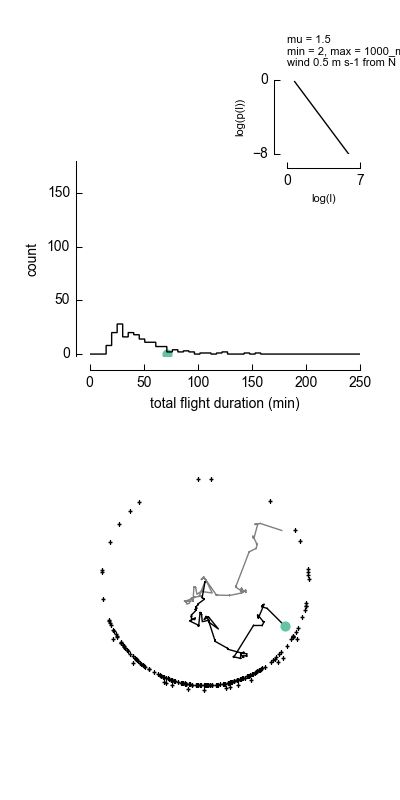 mu = 1.5
min = 2, max = 1000_m
wind 0.5 m s-1 from N
0
log(p(l))
−8
0
7
log(l)
150
100
50
0
count
0
50
100
150
200
250
total flight duration (min)